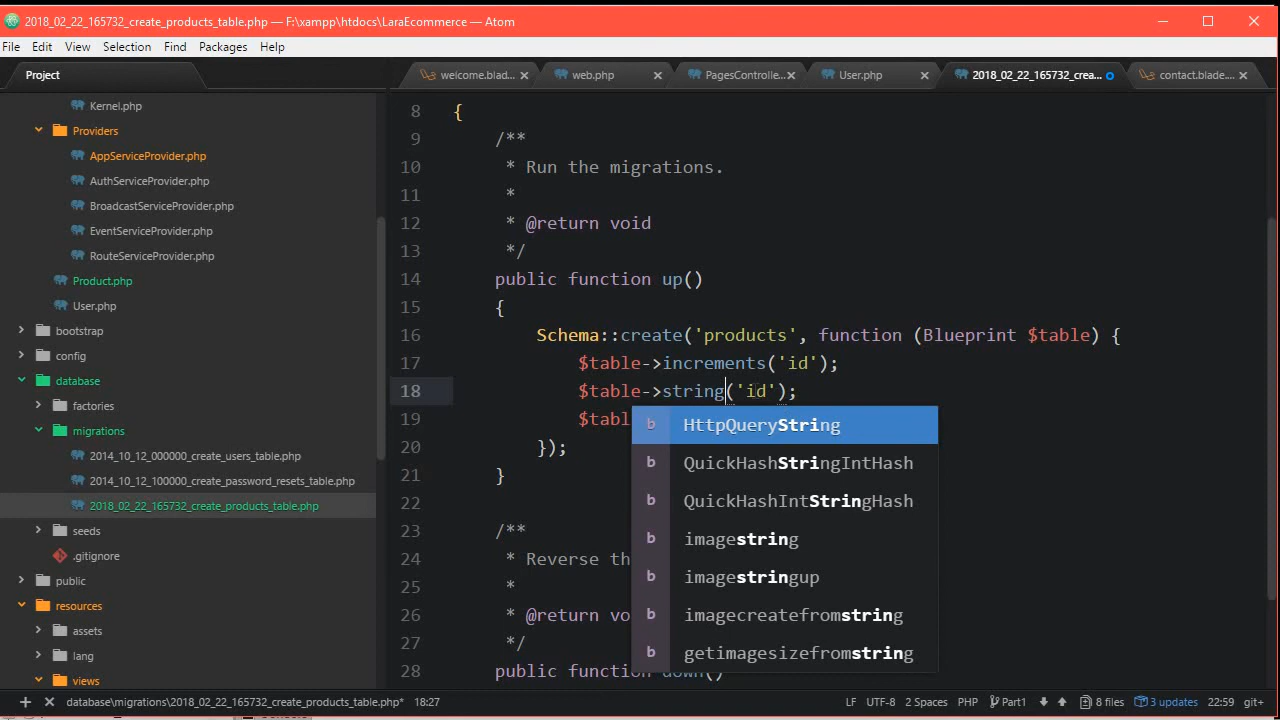 2018_02_22_165732_create_products_table.php — F:\xampp\htdocs\LaraEcommerce — Atom
File Edit View Selection Find Packages Help
Project
welcome.blad...
web.php
PagesControlle...
User.php
2018_02_22_165732_crea...
contact.blade....
Kernel.php
Providers
AppServiceProvider.php
AuthServiceProvider.php
BroadcastServiceProvider.php
EventServiceProvider.php
RouteServiceProvider.php
Product.php
User.php
bootstrap
config
database
factories
migrations
2014_10_12_000000_create_users_table.php
2014_10_12_100000_create_password_resets_table.php
2018_02_22_165732_create_products_table.php
seeds
.gitignore
public
resources
assets
lang
views
8 {
9 /**
10 * Run the migrations.
11 *
12 * @return void
13 */
14 public function up()
15 {
16 Schema::create('products', function (Blueprint $table) {
17 $table->increments('id');
18 $table->string('id');
19 $tabl
20 });
21 }
22
23 /**
24 * Reverse th
25 *
26 * @return vo
27 */
28 public function down()
b HttpQueryString
b QuickHashStringIntHash
b QuickHashIntStringHash
b imagestring
b imagestringup
b imagecreatefromstring
b getimagesizefromstring
database\migrations\2018_02_22_165732_create_products_table.php* 18:27
LF UTF-8 2 Spaces PHP Part1 8 files 3 updates 22:59 git+